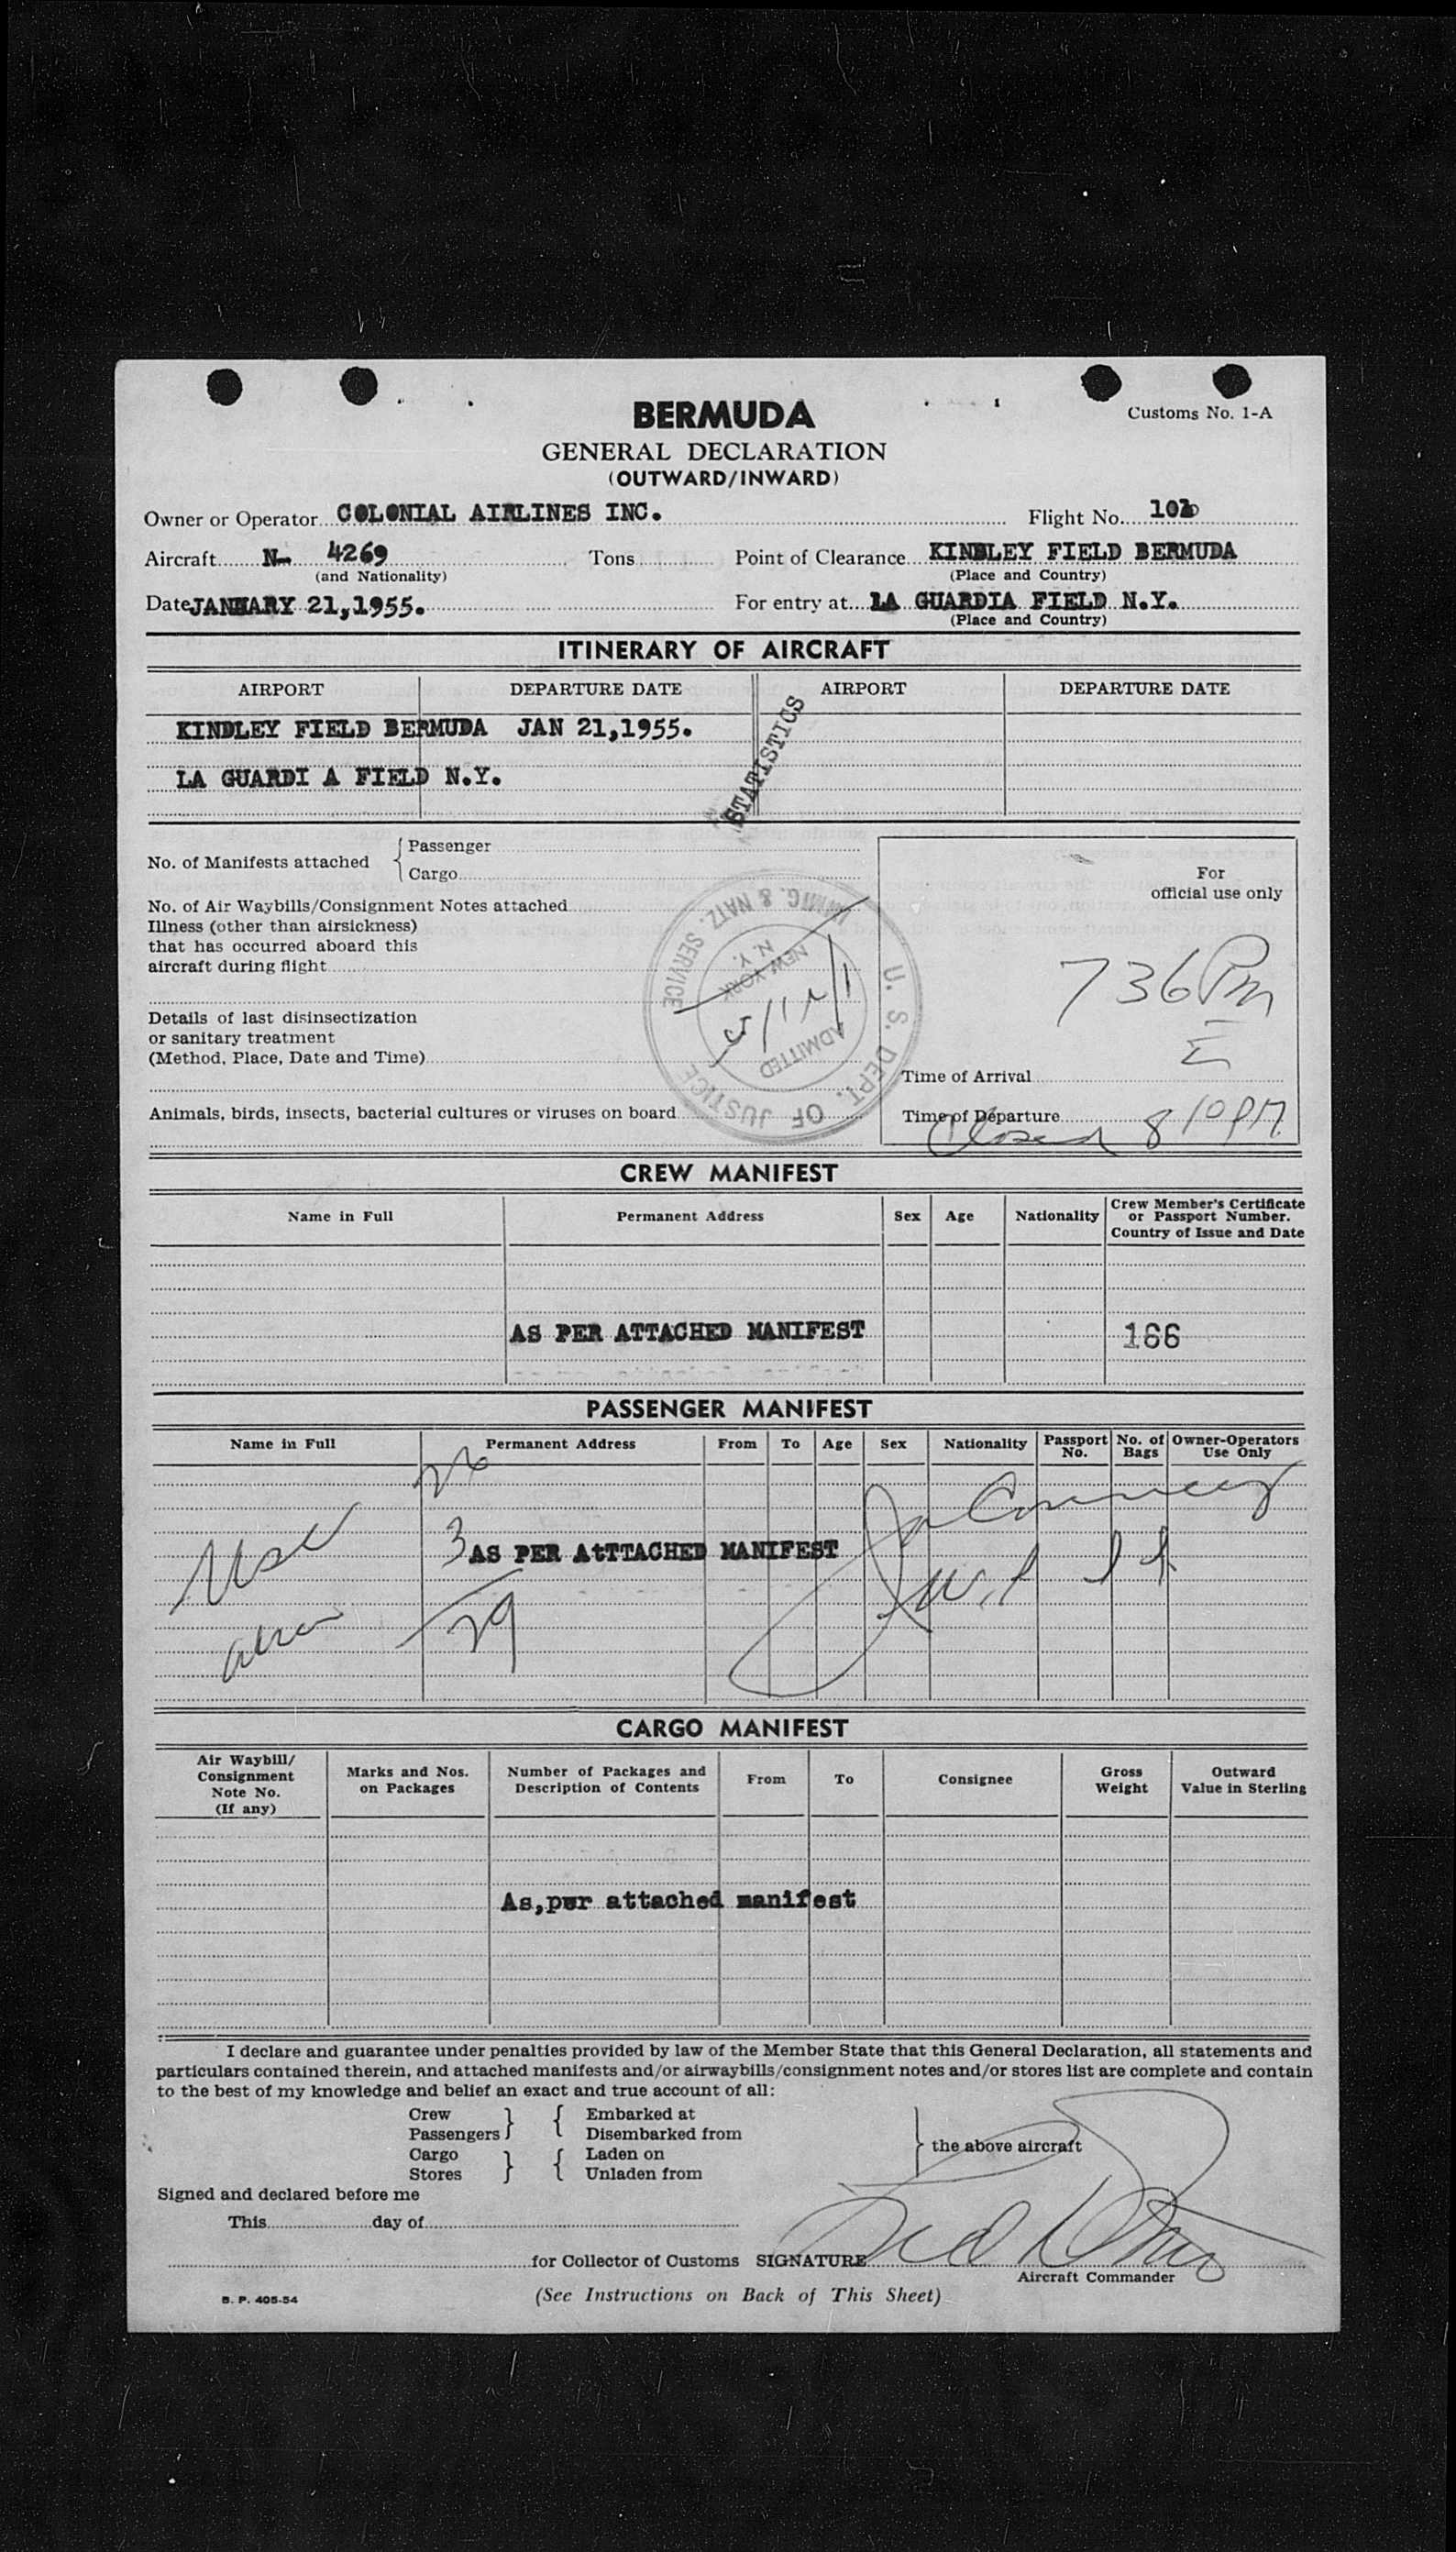 BERMUDA
Customs No. 1-A
GENERAL DECLARATION
(OUTWARD/INWARD)
Owner or Operator COLONIAL AIRLINES INC. Flight No.
Aircraft N- 4269 Tons Point of Clearance KINDLEY FIELD BERMUDA
(and Nationality) (Place and Country)
Date JANUARY 21,1955. For entry at LA GUARDIA FIELD N.Y.
(Place and Country)
ITINERARY OF AIRCRAFT
AIRPORT DEPARTURE DATE AIRPORT DEPARTURE DATE
KINDLEY FIELD BERMUDA JAN 21,1955.
LA GUARDI A FIELD N.Y.
STATISTICS
No. of Manifests attached { Passenger
Cargo
No. of Air Waybills/Consignment Notes attached
Illness (other than airsickness)
that has occurred aboard this
aircraft during flight
Details of last disinsectization
or sanitary treatment
(Method, Place, Date and Time)
Animals, birds, insects, bacterial cultures or viruses on board
U. S. DEPT. OF JUSTICE
IMMIG. & NATZ. SERVICE
NEW YORK
N. Y.
ADMITTED
For
official use only
736 Pm
E
Time of Arrival
Time of Departure
Closed 8 10 PM
CREW MANIFEST
Name in Full Permanent Address Sex Age Nationality Crew Member's Certificate
or Passport Number.
Country of Issue and Date
AS PER ATTACHED MANIFEST 166
PASSENGER MANIFEST
Name in Full Permanent Address From To Age Sex Nationality Passport No. No. of Bags Owner-Operators Use Only
26
Usc 3 AS PER AtTTACHED MANIFEST
alien 29
CARGO MANIFEST
Air Waybill/
Consignment
Note No.
(If any)
Marks and Nos.
on Packages
Number of Packages and
Description of Contents
From To Consignee
Gross
Weight
Outward
Value in Sterling
As,pwr attached manifest
I declare and guarantee under penalties provided by law of the Member State that this General Declaration, all statements and
particulars contained therein, and attached manifests and/or airwaybills/consignment notes and/or stores list are complete and contain
to the best of my knowledge and belief an exact and true account of all:
Crew } { Embarked at
Passengers Disembarked from
Cargo } { Laden on
Stores Unladen from
} the above aircraft
Signed and declared before me
This day of
for Collector of Customs SIGNATURE
Aircraft Commander
B. P. 405-54
(See Instructions on Back of This Sheet)